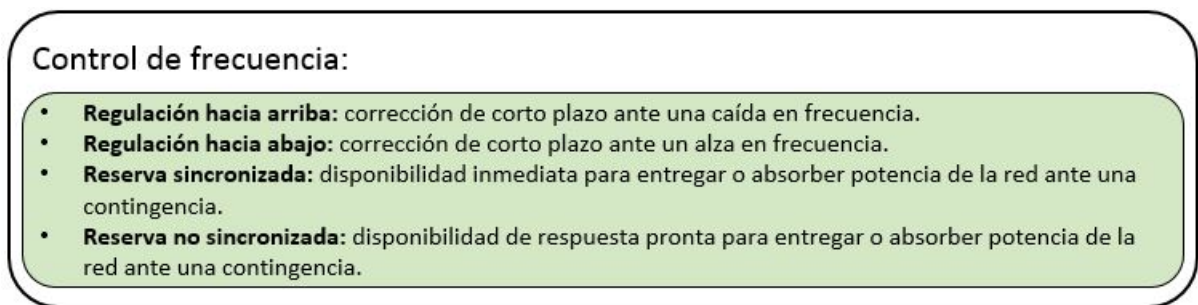 Control de frecuencia:
• Regulación hacia arriba: corrección de corto plazo ante una caída en frecuencia.
• Regulación hacia abajo: corrección de corto plazo ante un alza en frecuencia.
• Reserva sincronizada: disponibilidad inmediata para entregar o absorber potencia de la red ante una
contingencia.
• Reserva no sincronizada: disponibilidad de respuesta pronta para entregar o absorber potencia de la
red ante una contingencia.